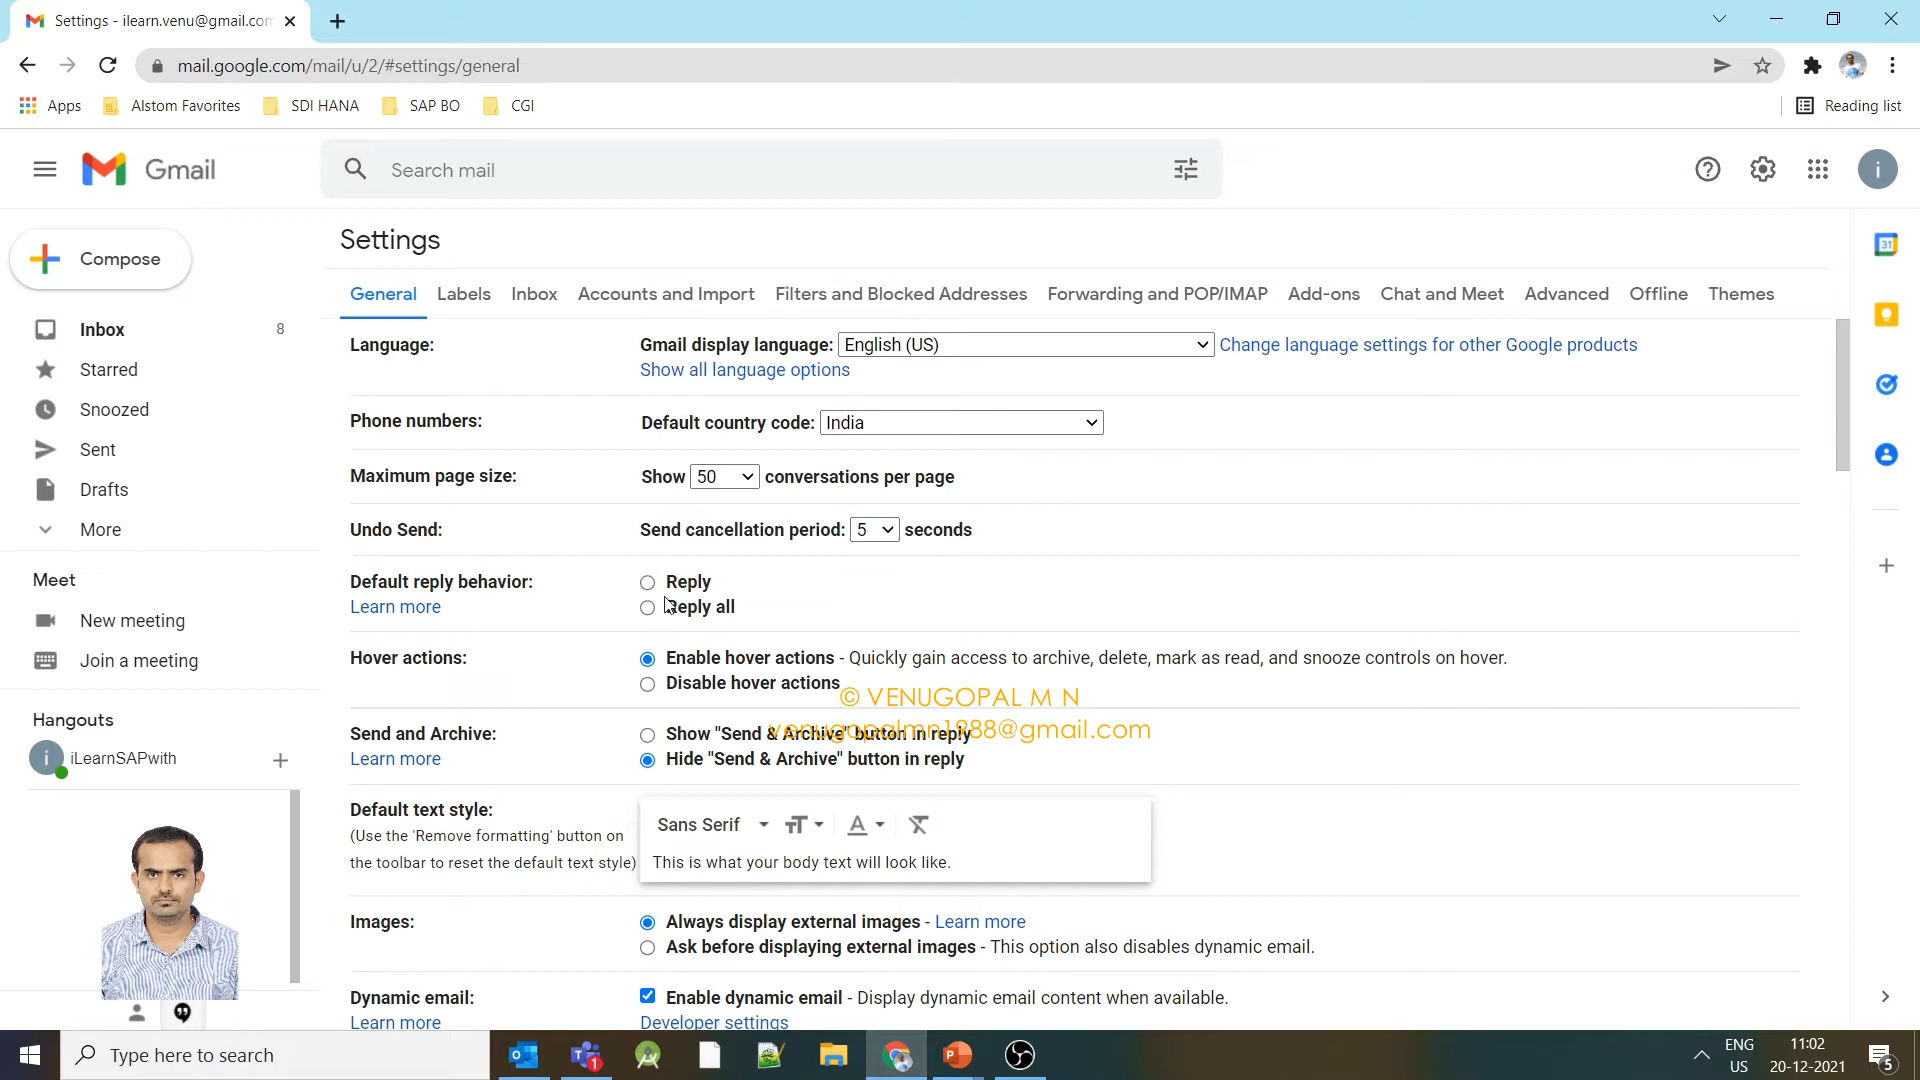 Settings - ilearn.venu@gmail.com
mail.google.com/mail/u/2/#settings/general
Apps
Alstom Favorites
SDI HANA
SAP BO
CGI
Reading list
Gmail
Search mail
i
Compose
Settings
31
General
Labels
Inbox
Accounts and Import
Filters and Blocked Addresses
Forwarding and POP/IMAP
Add-ons
Chat and Meet
Advanced
Offline
Themes
Inbox 8
Starred
Snoozed
Sent
Drafts
More
Meet
New meeting
Join a meeting
Hangouts
i iLearnSAPwith
Language: Gmail display language: English (US) Change language settings for other Google products
Show all language options
Phone numbers: Default country code: India
Maximum page size: Show 50 conversations per page
Undo Send: Send cancellation period: 5 seconds
Default reply behavior: Reply
Learn more Reply all
Hover actions: Enable hover actions - Quickly gain access to archive, delete, mark as read, and snooze controls on hover.
Disable hover actions
© VENUGOPAL M N
venugopalmn1988@gmail.com
Send and Archive: Show "Send & Archive" button in reply
Learn more Hide "Send & Archive" button in reply
Default text style: Sans Serif
(Use the 'Remove formatting' button on
the toolbar to reset the default text style) This is what your body text will look like.
Images: Always display external images - Learn more
Ask before displaying external images - This option also disables dynamic email.
Dynamic email: Enable dynamic email - Display dynamic email content when available.
Learn more Developer settings
Type here to search
1
ENG
US
11:02
20-12-2021
5